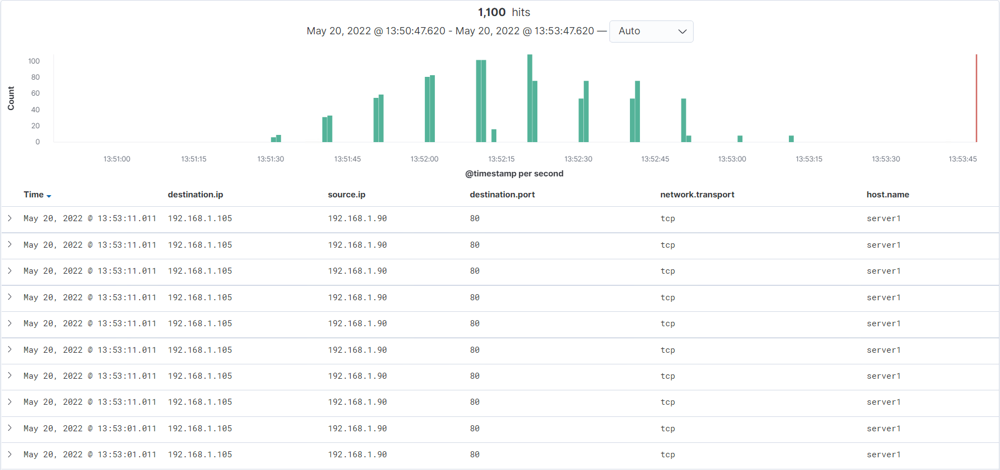 1,100 hits
May 20, 2022 @ 13:50:47.620 - May 20, 2022 @ 13:53:47.620 — Auto
Count
100
80
60
40
20
0
13:51:00 13:51:15 13:51:30 13:51:45 13:52:00 13:52:15 13:52:30 13:52:45 13:53:00 13:53:15 13:53:30 13:53:45
@timestamp per second
Time destination.ip source.ip destination.port network.transport host.name
May 20, 2022 @ 13:53:11.011 192.168.1.105 192.168.1.90 80 tcp server1
May 20, 2022 @ 13:53:11.011 192.168.1.105 192.168.1.90 80 tcp server1
May 20, 2022 @ 13:53:11.011 192.168.1.105 192.168.1.90 80 tcp server1
May 20, 2022 @ 13:53:11.011 192.168.1.105 192.168.1.90 80 tcp server1
May 20, 2022 @ 13:53:11.011 192.168.1.105 192.168.1.90 80 tcp server1
May 20, 2022 @ 13:53:11.011 192.168.1.105 192.168.1.90 80 tcp server1
May 20, 2022 @ 13:53:11.011 192.168.1.105 192.168.1.90 80 tcp server1
May 20, 2022 @ 13:53:11.011 192.168.1.105 192.168.1.90 80 tcp server1
May 20, 2022 @ 13:53:01.011 192.168.1.105 192.168.1.90 80 tcp server1
May 20, 2022 @ 13:53:01.011 192.168.1.105 192.168.1.90 80 tcp server1